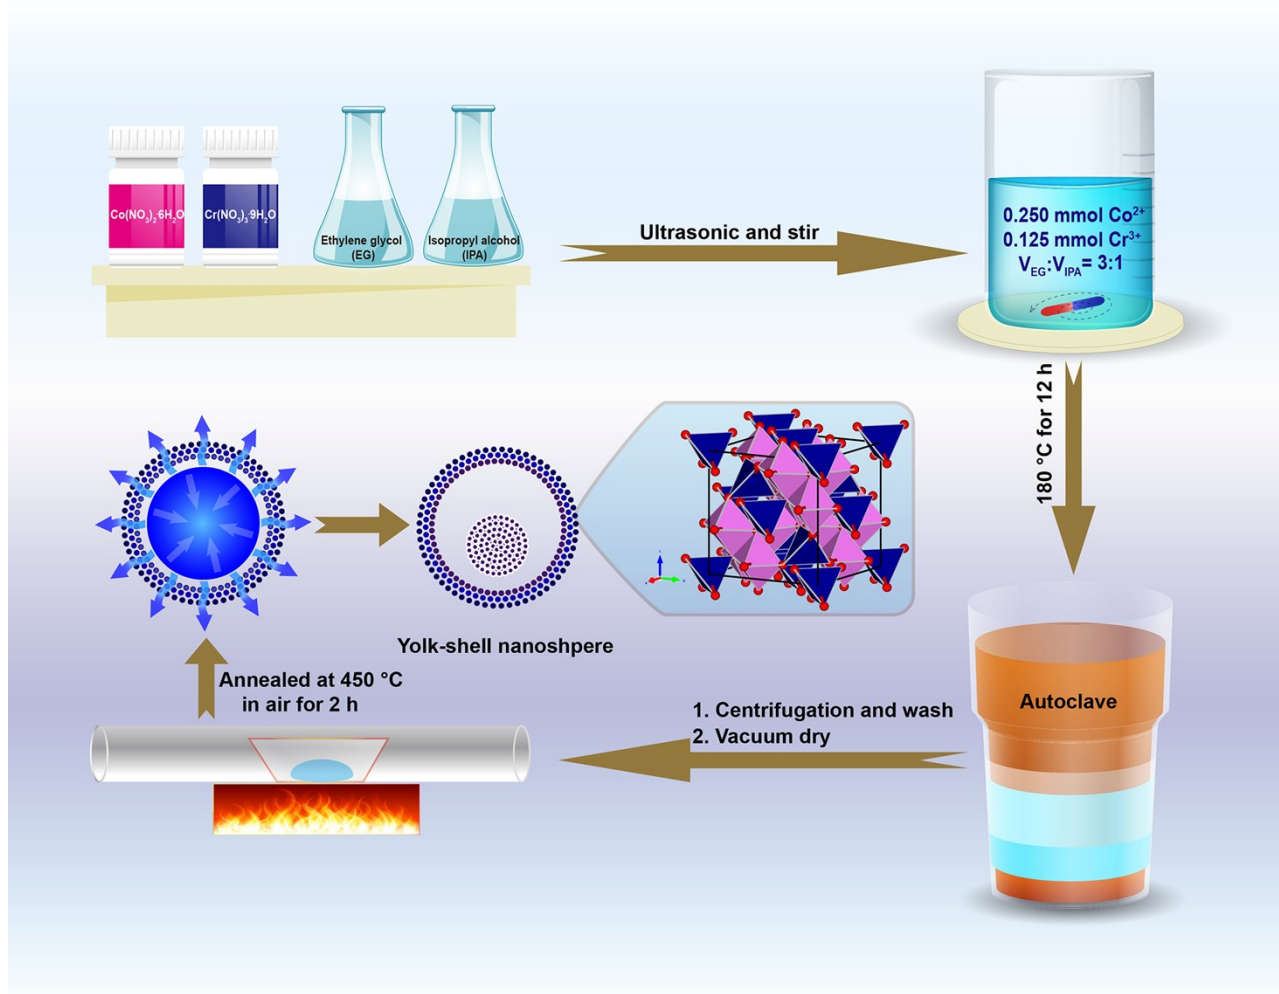 Co(NO₃)₂·6H₂O
Cr(NO₃)₃·9H₂O
Ethylene glycol
(EG)
Isopropyl alcohol
(IPA)
Ultrasonic and stir
0.250 mmol Co²⁺
0.125 mmol Cr³⁺
V_EG:V_IPA = 3:1
180 °C for 12 h
Autoclave
1. Centrifugation and wash
2. Vacuum dry
Annealed at 450 °C
in air for 2 h
Yolk-shell nanoshpere